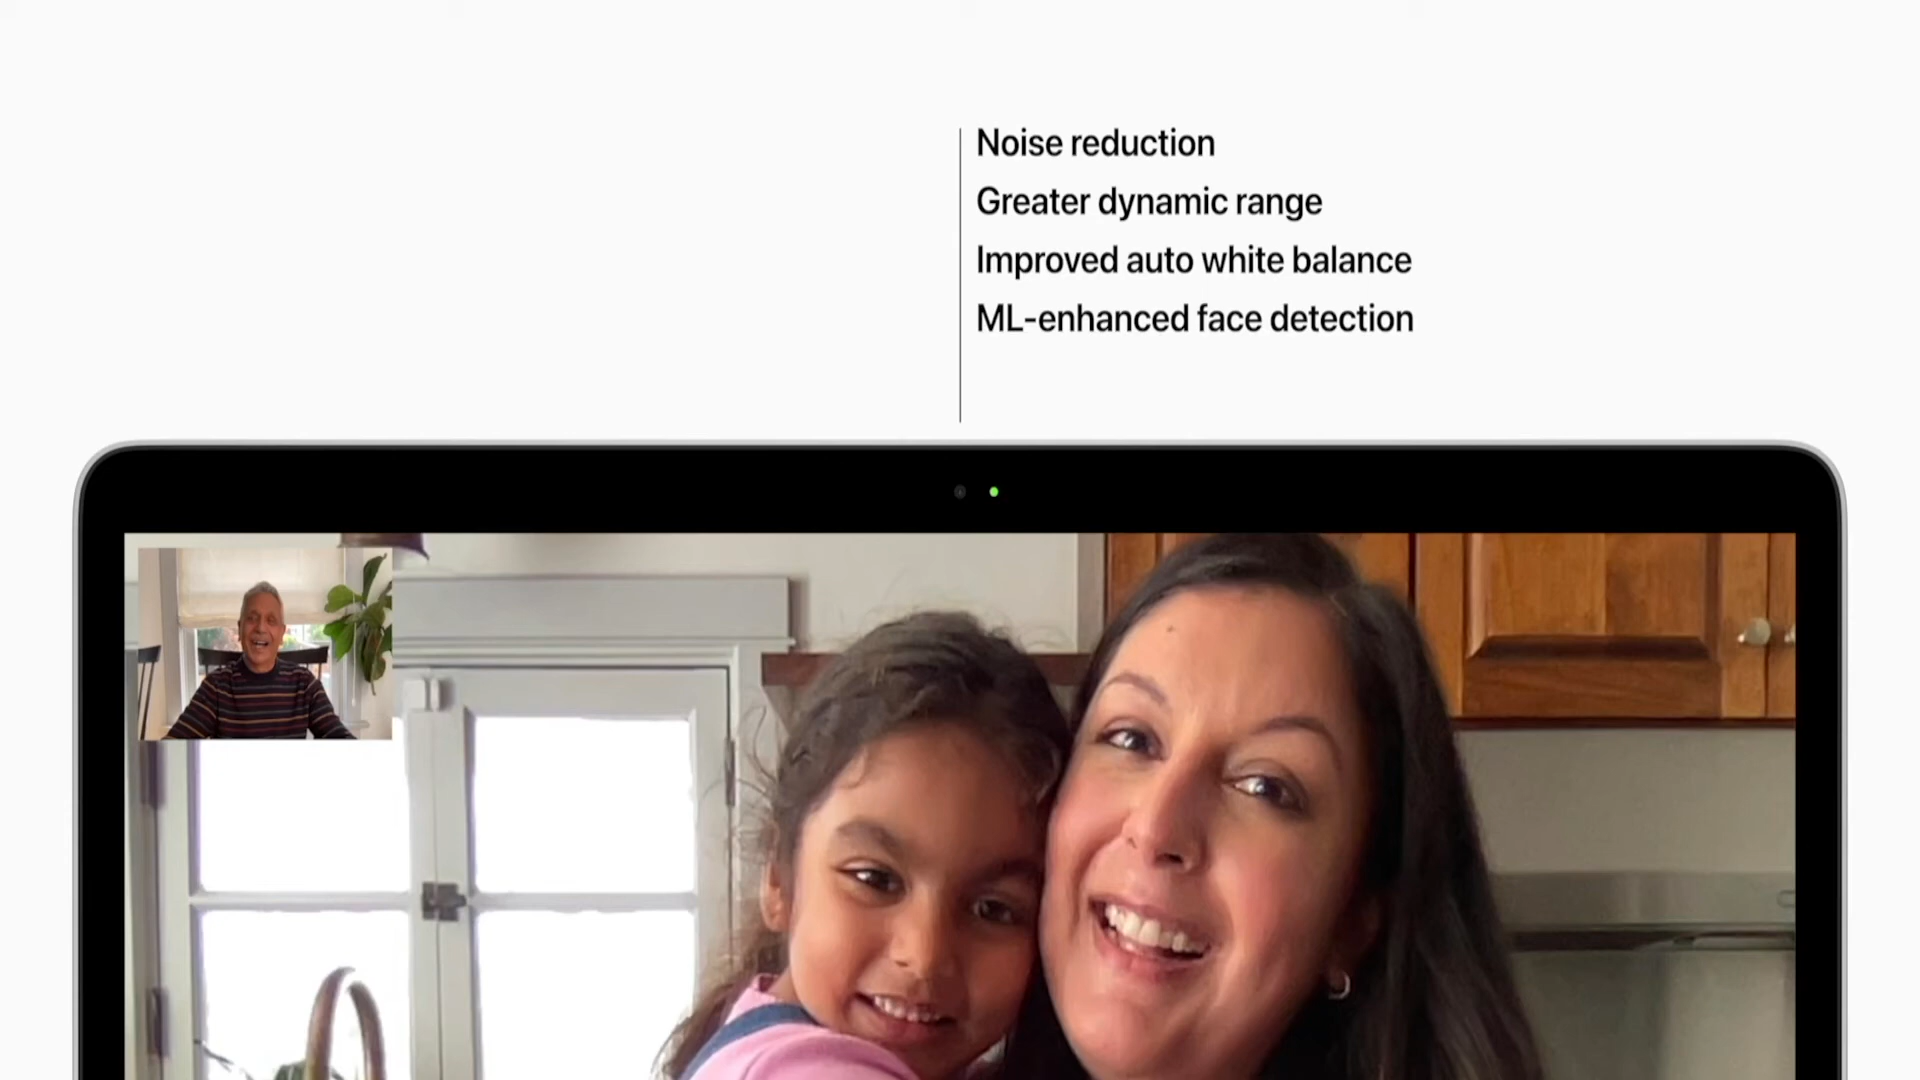 Noise reduction
Greater dynamic range
Improved auto white balance
ML-enhanced face detection